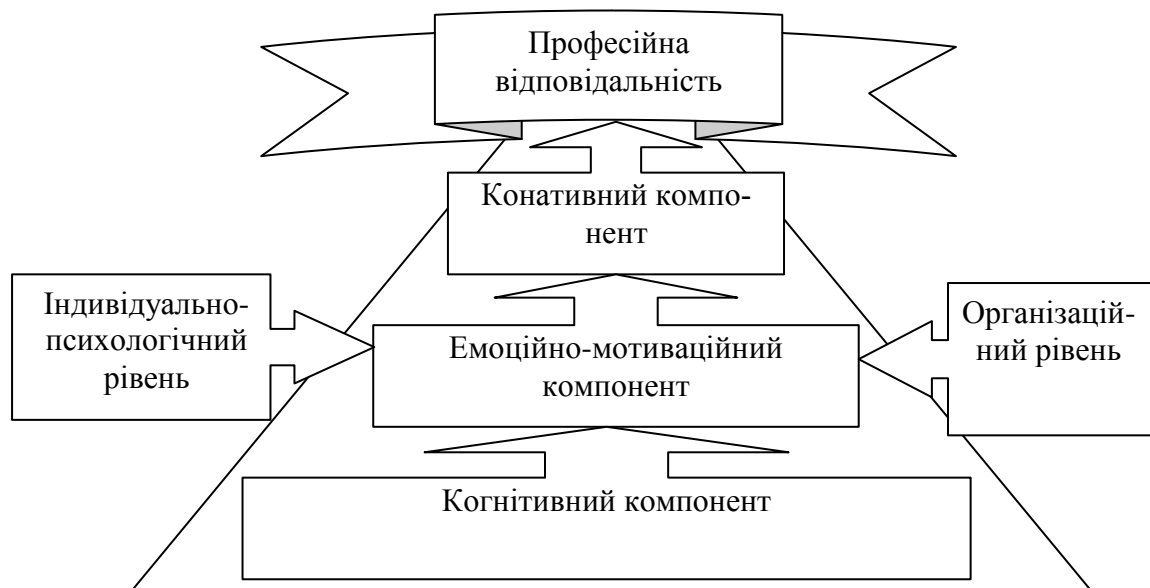 Професійна
відповідальність
Конативний компо-
нент
Індивідуально-
психологічний
рівень
Емоційно-мотиваційний
компонент
Організацій-
ний рівень
Когнітивний компонент